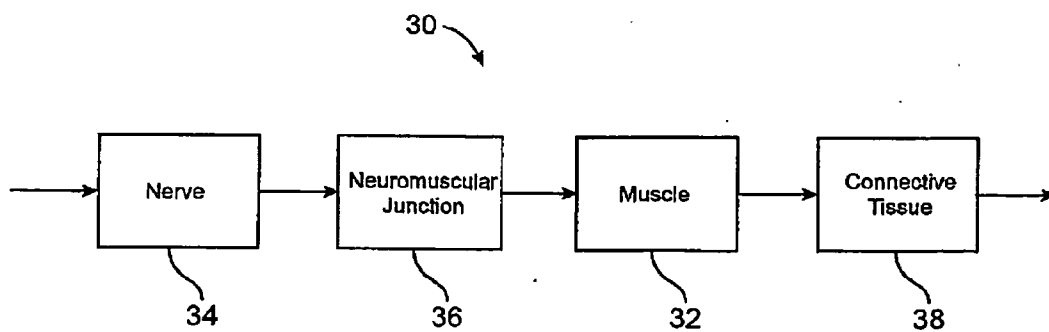 30
Nerve
Neuromuscular
Junction
Muscle
Connective
Tissue
34
36
32
38